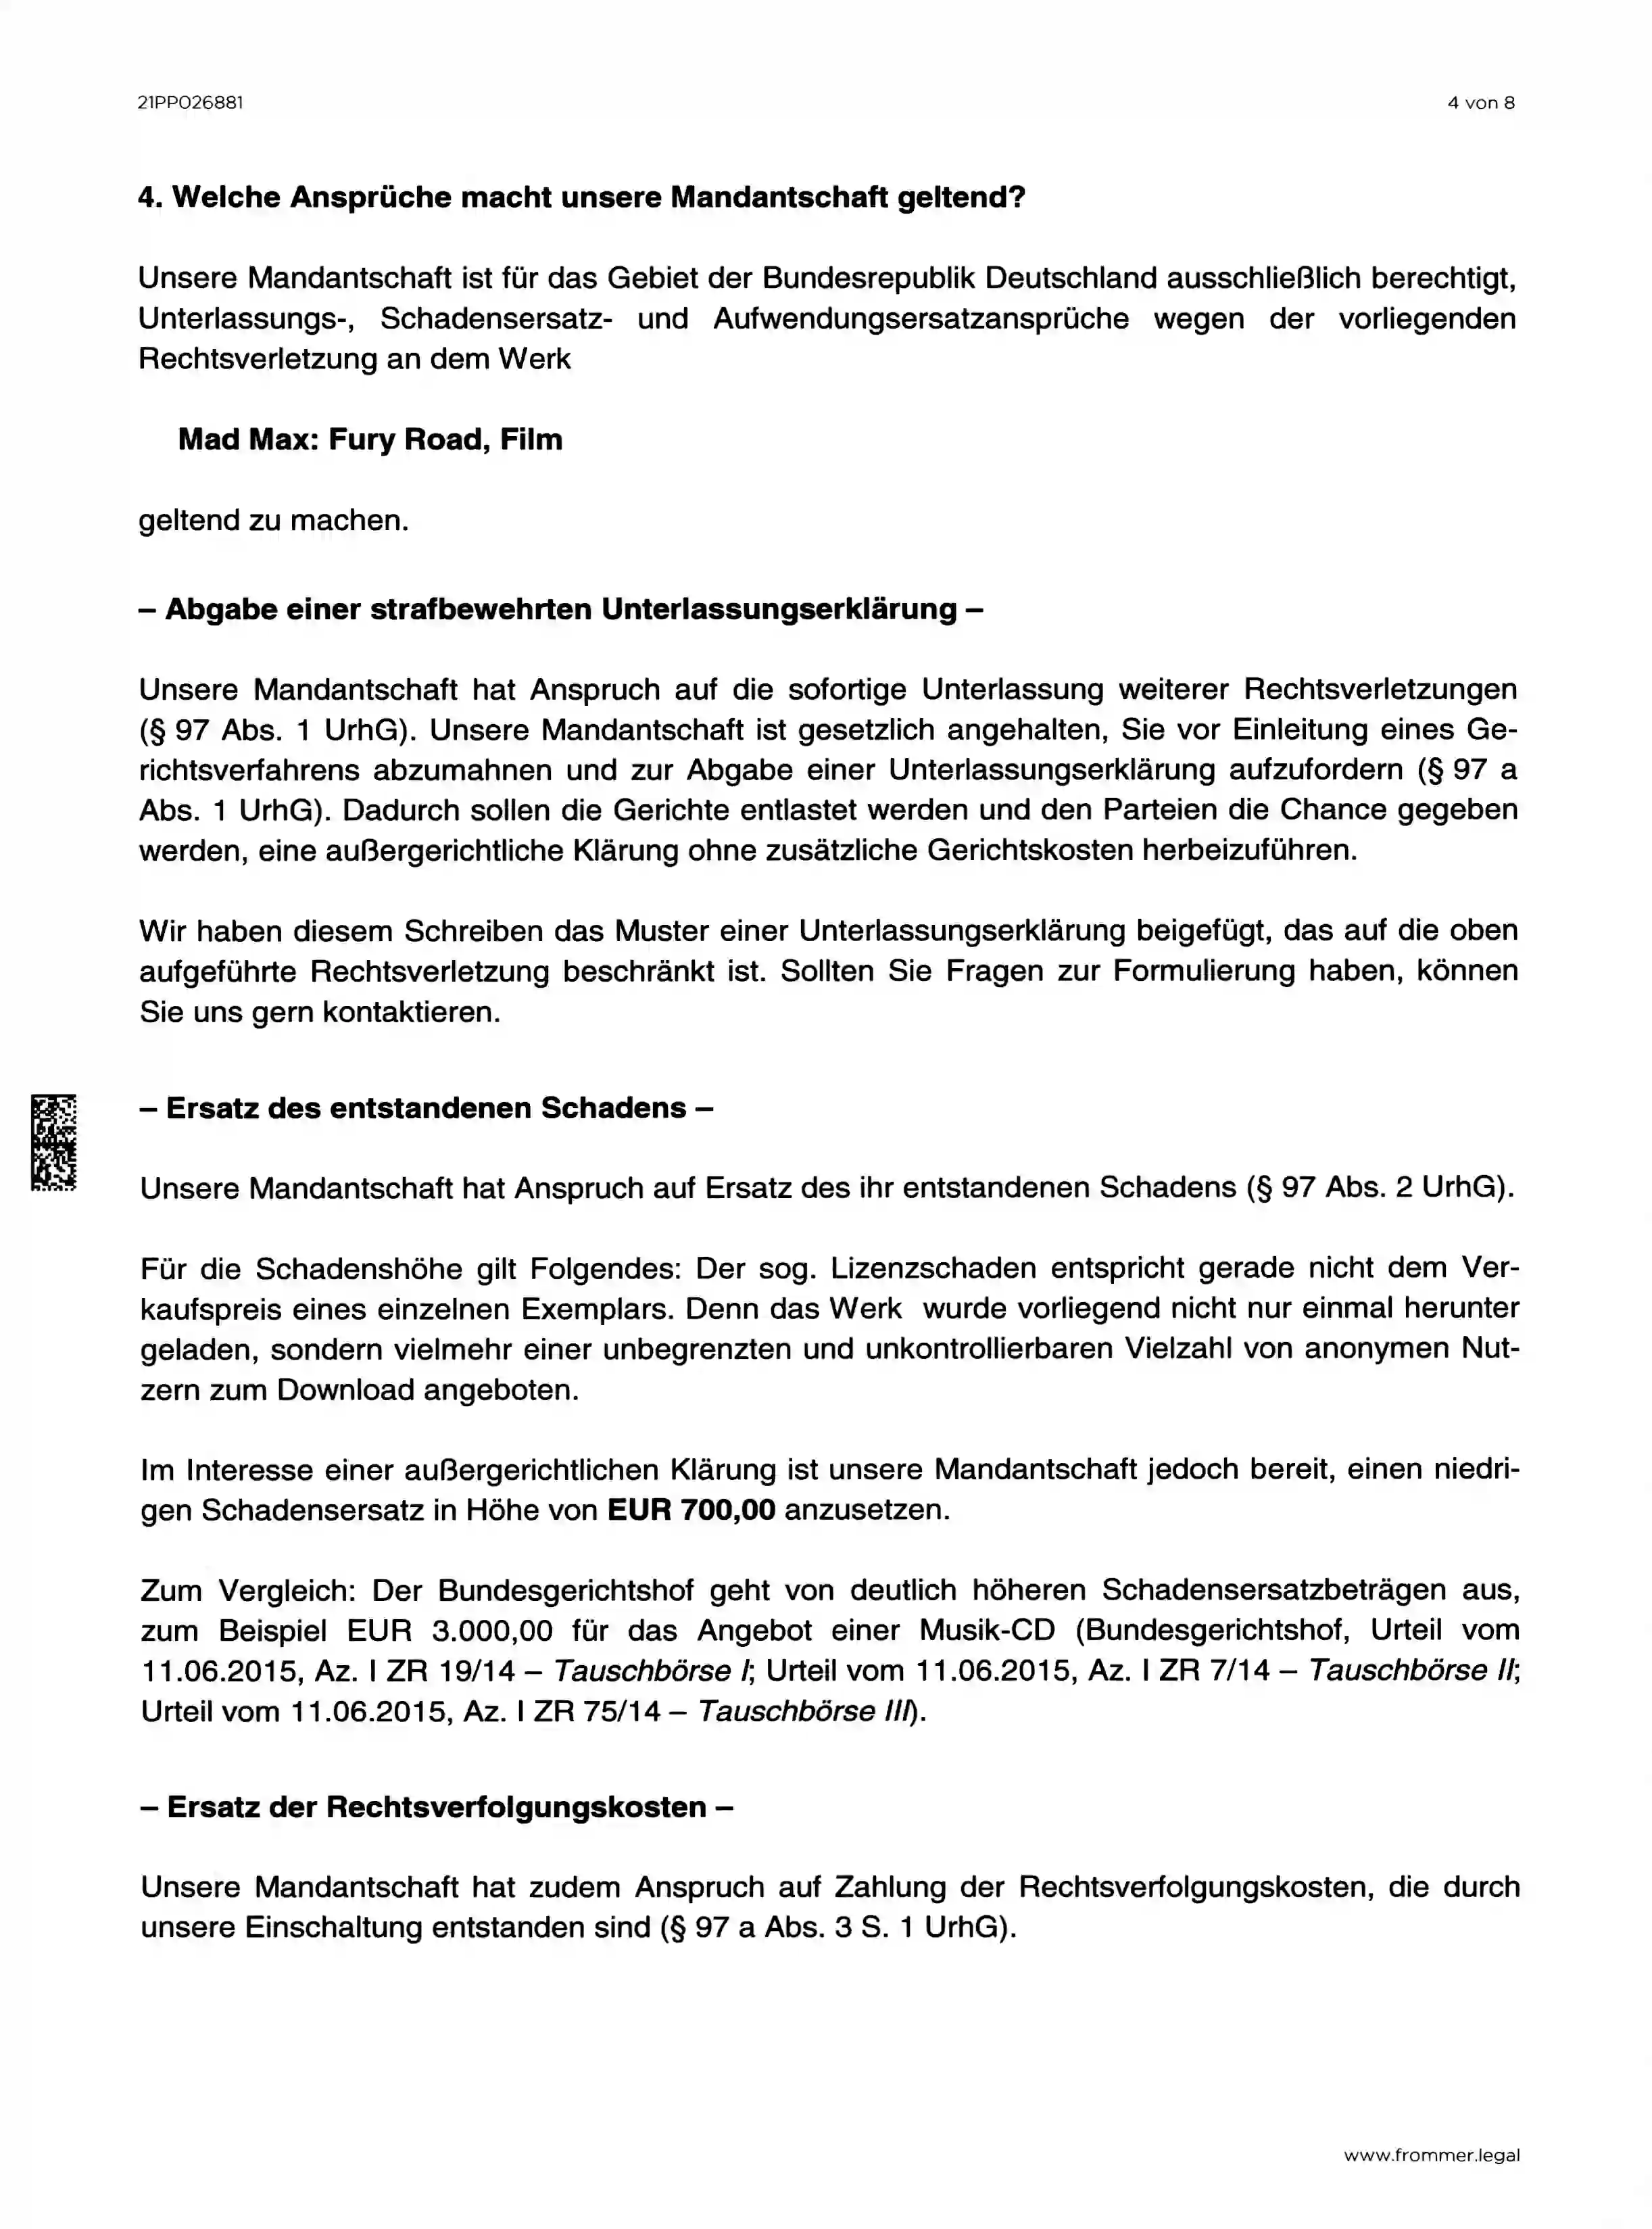 21PP026881
4 von 8
4. Welche Ansprüche macht unsere Mandantschaft geltend?
Unsere Mandantschaft ist für das Gebiet der Bundesrepublik Deutschland ausschließlich berechtigt,
Unterlassungs-, Schadensersatz- und Aufwendungsersatzansprüche wegen der vorliegenden
Rechtsverletzung an dem Werk
Mad Max: Fury Road, Film
geltend zu machen.
– Abgabe einer strafbewehrten Unterlassungserklärung –
Unsere Mandantschaft hat Anspruch auf die sofortige Unterlassung weiterer Rechtsverletzungen
(§ 97 Abs. 1 UrhG). Unsere Mandantschaft ist gesetzlich angehalten, Sie vor Einleitung eines Ge-
richtsverfahrens abzumahnen und zur Abgabe einer Unterlassungserklärung aufzufordern (§ 97 a
Abs. 1 UrhG). Dadurch sollen die Gerichte entlastet werden und den Parteien die Chance gegeben
werden, eine außergerichtliche Klärung ohne zusätzliche Gerichtskosten herbeizuführen.
Wir haben diesem Schreiben das Muster einer Unterlassungserklärung beigefügt, das auf die oben
aufgeführte Rechtsverletzung beschränkt ist. Sollten Sie Fragen zur Formulierung haben, können
Sie uns gern kontaktieren.
– Ersatz des entstandenen Schadens –
Unsere Mandantschaft hat Anspruch auf Ersatz des ihr entstandenen Schadens (§ 97 Abs. 2 UrhG).
Für die Schadenshöhe gilt Folgendes: Der sog. Lizenzschaden entspricht gerade nicht dem Ver-
kaufspreis eines einzelnen Exemplars. Denn das Werk wurde vorliegend nicht nur einmal herunter
geladen, sondern vielmehr einer unbegrenzten und unkontrollierbaren Vielzahl von anonymen Nut-
zern zum Download angeboten.
Im Interesse einer außergerichtlichen Klärung ist unsere Mandantschaft jedoch bereit, einen niedri-
gen Schadensersatz in Höhe von EUR 700,00 anzusetzen.
Zum Vergleich: Der Bundesgerichtshof geht von deutlich höheren Schadensersatzbeträgen aus,
zum Beispiel EUR 3.000,00 für das Angebot einer Musik-CD (Bundesgerichtshof, Urteil vom
11.06.2015, Az. I ZR 19/14 – Tauschbörse I; Urteil vom 11.06.2015, Az. I ZR 7/14 – Tauschbörse II;
Urteil vom 11.06.2015, Az. I ZR 75/14 – Tauschbörse III).
– Ersatz der Rechtsverfolgungskosten –
Unsere Mandantschaft hat zudem Anspruch auf Zahlung der Rechtsverfolgungskosten, die durch
unsere Einschaltung entstanden sind (§ 97 a Abs. 3 S. 1 UrhG).
www.frommer.legal